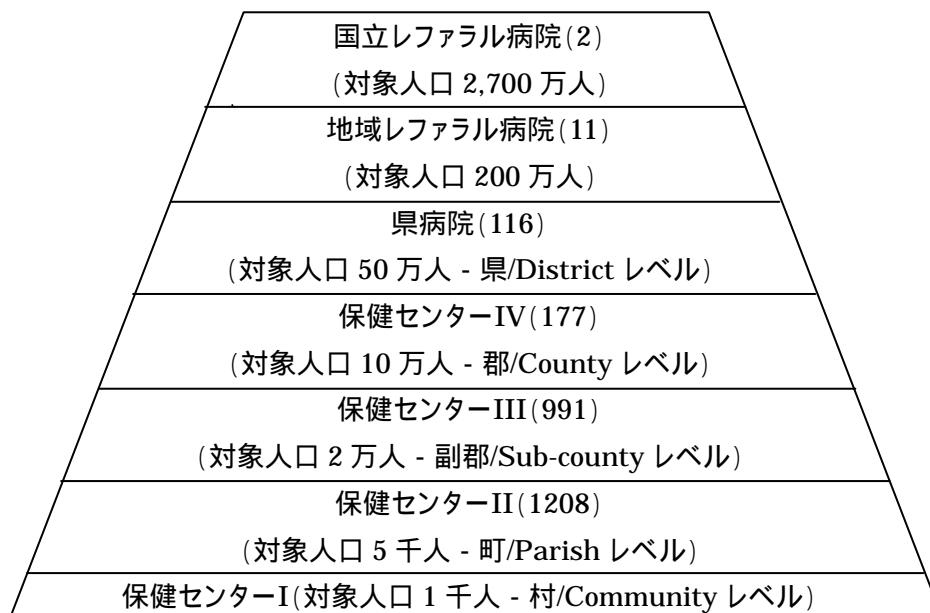 国立レファラル病院(2)
(対象人口 2,700 万人)
地域レファラル病院(11)
(対象人口 200 万人)
県病院(116)
(対象人口 50 万人 - 県/District レベル)
保健センターIV(177)
(対象人口 10 万人 - 郡/County レベル)
保健センターIII(991)
(対象人口 2 万人 - 副郡/Sub-county レベル)
保健センターII(1208)
(対象人口 5 千人 - 町/Parish レベル)
保健センターI(対象人口 1 千人 - 村/Community レベル)